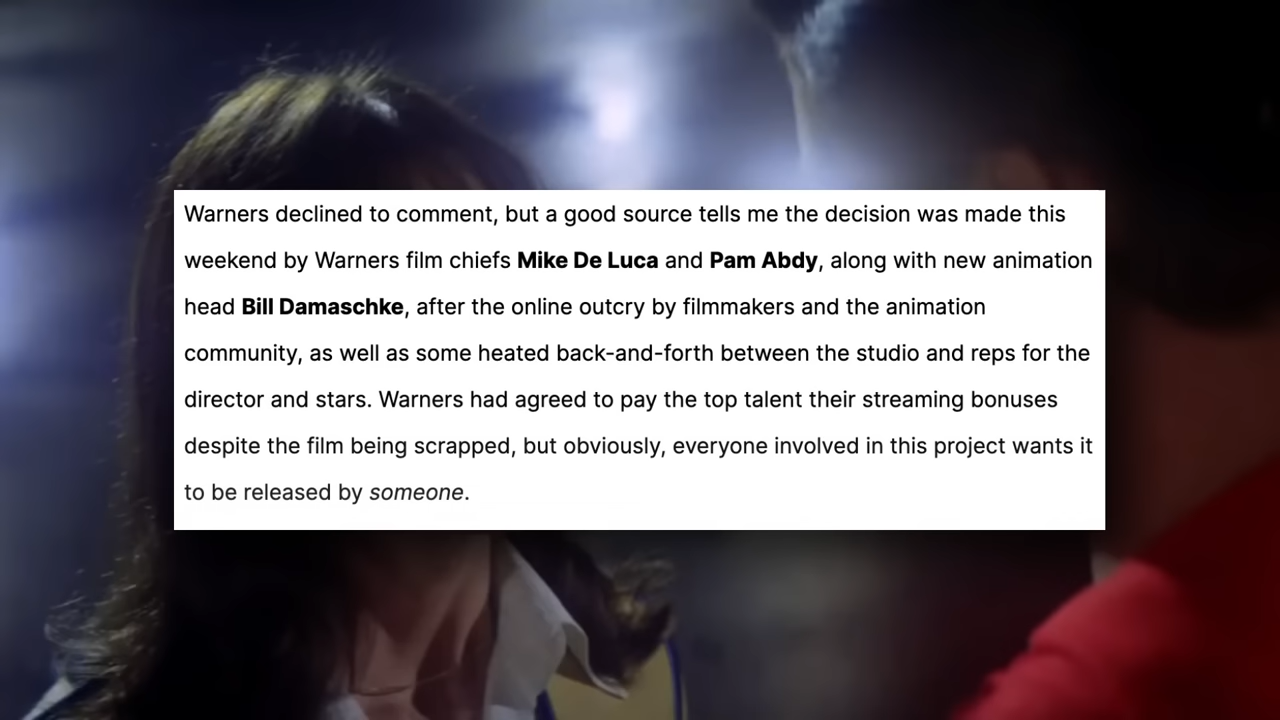 Warners declined to comment, but a good source tells me the decision was made this
weekend by Warners film chiefs Mike De Luca and Pam Abdy, along with new animation
head Bill Damaschke, after the online outcry by filmmakers and the animation
community, as well as some heated back-and-forth between the studio and reps for the
director and stars. Warners had agreed to pay the top talent their streaming bonuses
despite the film being scrapped, but obviously, everyone involved in this project wants it
to be released by someone.